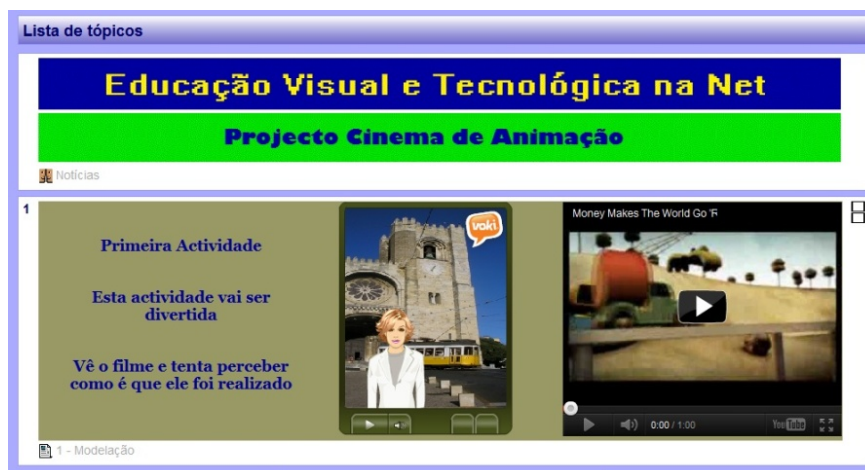 Lista de tópicos
Educação Visual e Tecnológica na Net
Projecto Cinema de Animação
Notícias
1
Primeira Actividade
Esta actividade vai ser
divertida
Vê o filme e tenta perceber
como é que ele foi realizado
voki
Money Makes The World Go 'R
0:00 / 1:00
YouTube
1 - Modelação